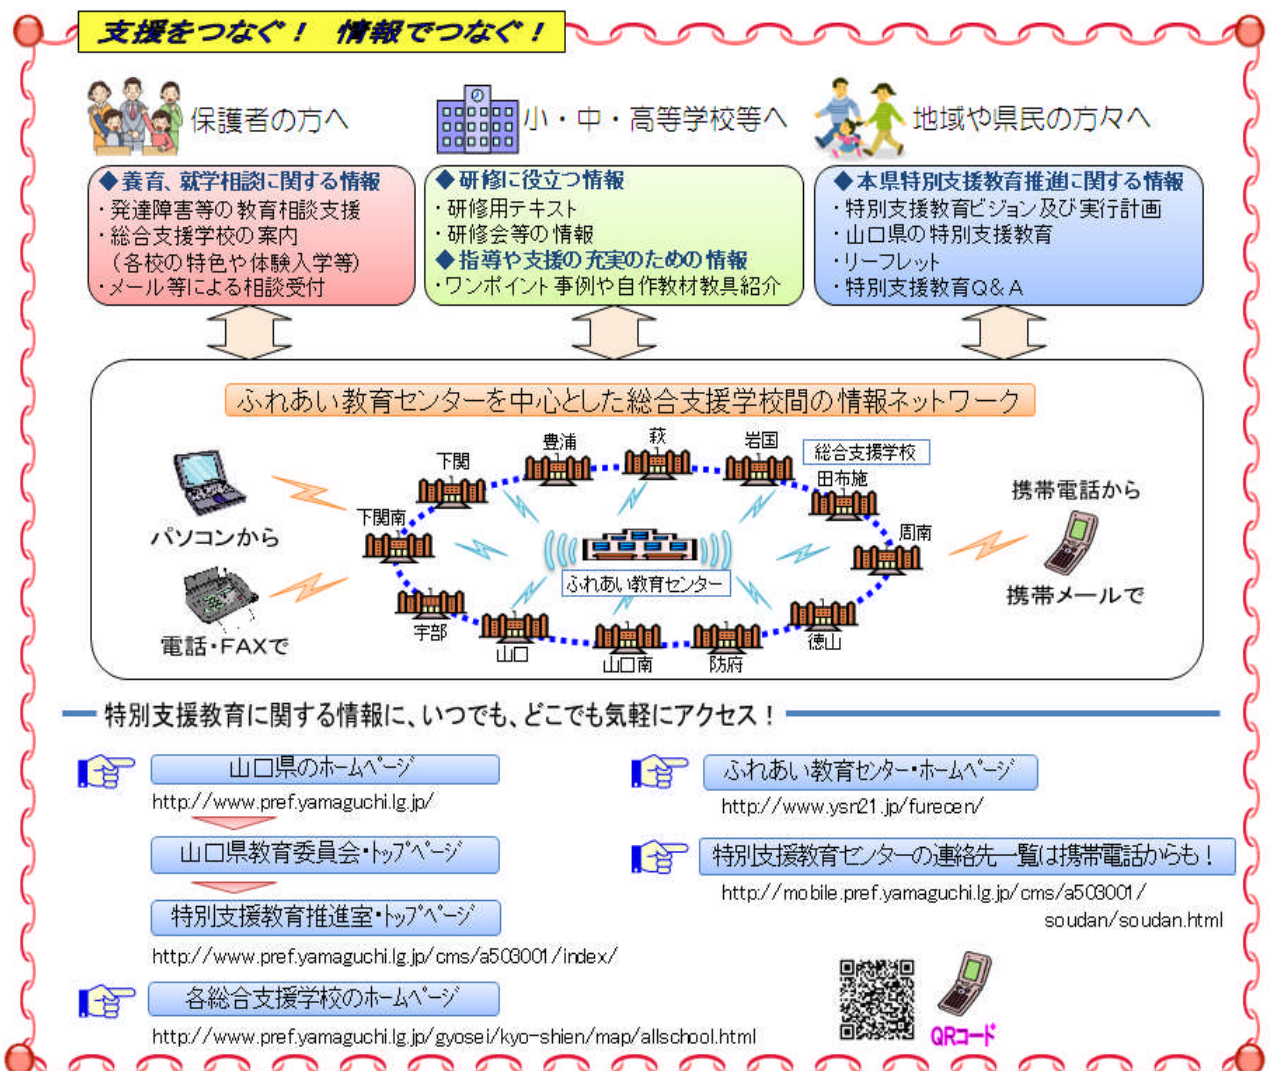 支援をつなぐ！　情報でつなぐ！
保護者の方へ
◆養育、就学相談に関する情報
・発達障害等の教育相談支援
・総合支援学校の案内
（各校の特色や体験入学等）
・メール等による相談受付
小・中・高等学校等へ
◆研修に役立つ情報
・研修用テキスト
・研修会等の情報
◆指導や支援の充実のための情報
・ワンポイント事例や自作教材教具紹介
地域や県民の方々へ
◆本県特別支援教育推進に関する情報
・特別支援教育ビジョン及び実行計画
・山口県の特別支援教育
・リーフレット
・特別支援教育Q&A
ふれあい教育センターを中心とした総合支援学校間の情報ネットワーク
パソコンから
電話・FAXで
下関南
下関
豊浦
萩
岩国
総合支援学校
田布施
周南
徳山
防府
山口南
山口
宇部
ふれあい教育センター
携帯電話から
携帯メールで
特別支援教育に関する情報に、いつでも、どこでも気軽にアクセス！
山口県のホームページ
http://www.pref.yamaguchi.lg.jp/
山口県教育委員会・トップページ
特別支援教育推進室・トップページ
http://www.pref.yamaguchi.lg.jp/cms/a503001/index/
各総合支援学校のホームページ
http://www.pref.yamaguchi.lg.jp/gyosei/kyo-shien/map/allschool.html
ふれあい教育センター・ホームページ
http://www.ysn21.jp/furecen/
特別支援教育センターの連絡先一覧は携帯電話からも！
http://mobile.pref.yamaguchi.lg.jp/cms/a503001/
soudan/soudan.html
QRコード